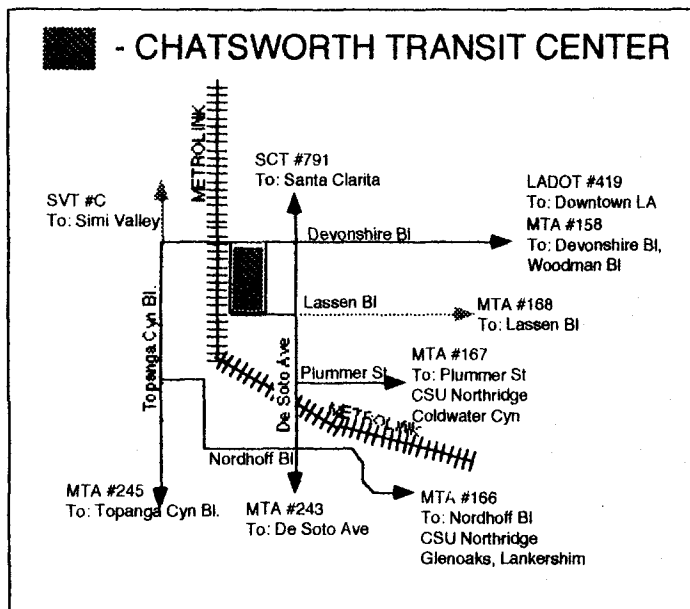 - CHATSWORTH TRANSIT CENTER
METROLINK
SCT #791
To: Santa Clarita
SVT #C
To: Simi Valley
LADOT #419
To: Downtown LA
MTA #158
To: Devonshire Bl,
Woodman Bl
Devonshire Bl
Lassen Bl
MTA #168
To: Lassen Bl
Topanga Cyn Bl.
De Soto Ave
Plummer St
MTA #167
To: Plummer St
CSU Northridge
Coldwater Cyn
METROLINK
Nordhoff Bl
MTA #245
To: Topanga Cyn Bl.
MTA #243
To: De Soto Ave
MTA #166
To: Nordhoff Bl
CSU Northridge
Glenoaks, Lankershim